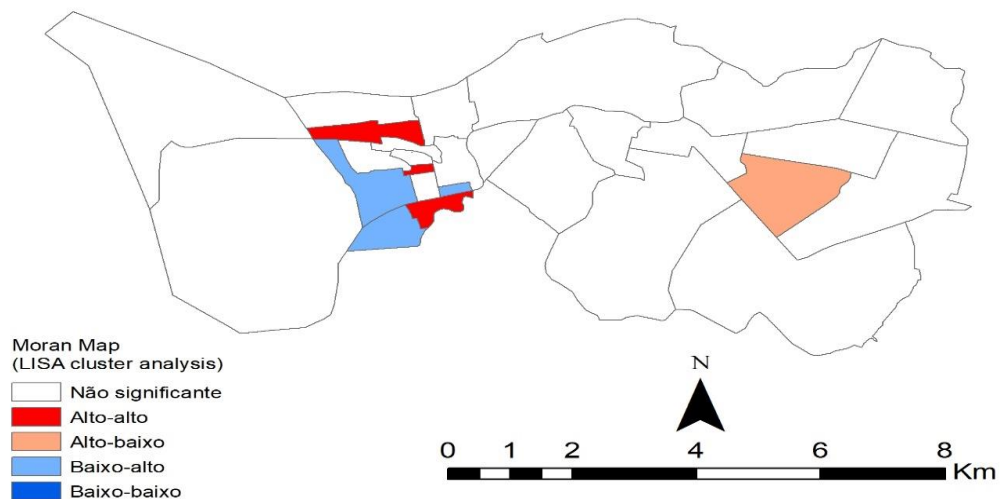 Moran Map
(LISA cluster analysis)
Não significante
Alto-alto
Alto-baixo
Baixo-alto
Baixo-baixo
N
0 1 2 4 6 8
Km